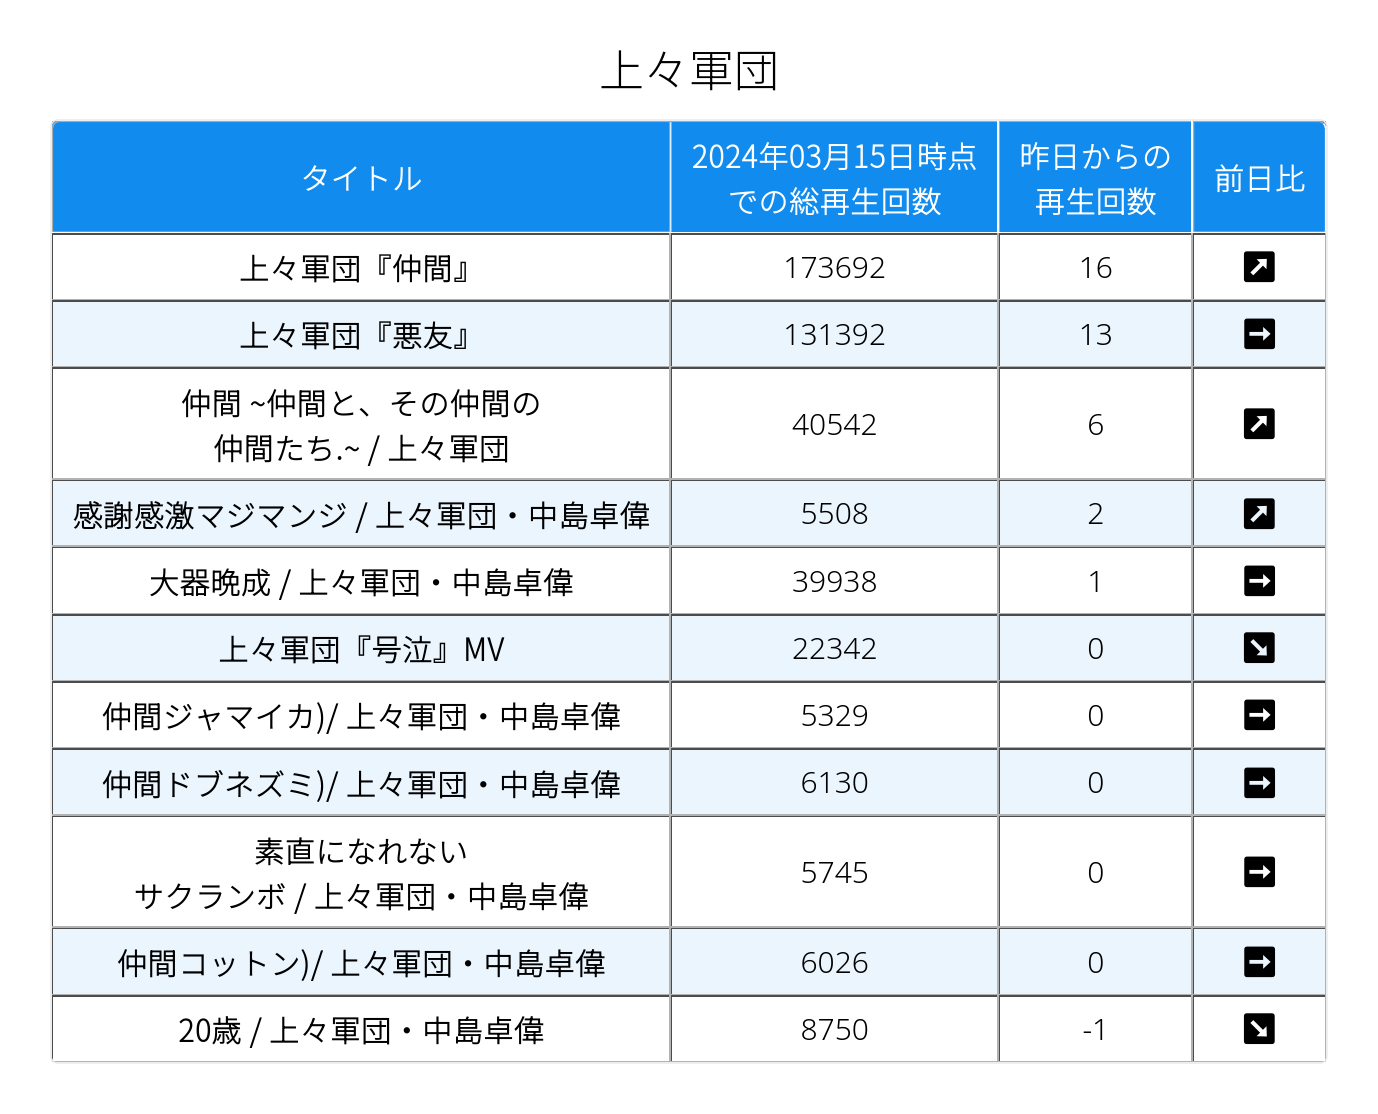 上々軍団
タイトル
2024年03月15日時点
での総再生回数
昨日からの
再生回数
前日比
上々軍団『仲間』
173692
16
上々軍団『悪友』
131392
13
仲間 ~仲間と、その仲間の
仲間たち.~ / 上々軍団
40542
6
感謝感激マジマンジ / 上々軍団・中島卓偉
5508
2
大器晩成 / 上々軍団・中島卓偉
39938
1
上々軍団『号泣』MV
22342
0
仲間ジャマイカ)/ 上々軍団・中島卓偉
5329
0
仲間ドブネズミ)/ 上々軍団・中島卓偉
6130
0
素直になれない
サクランボ / 上々軍団・中島卓偉
5745
0
仲間コットン)/ 上々軍団・中島卓偉
6026
0
20歳 / 上々軍団・中島卓偉
8750
-1